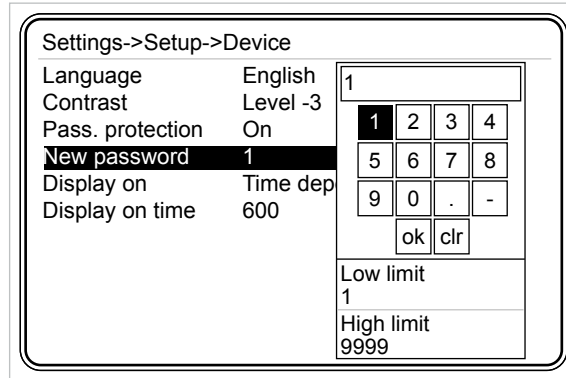 Settings->Setup->Device
Language English
Contrast Level -3
Pass. protection On
New password 1
Display on Time dep
Display on time 600
1
1 2 3 4
5 6 7 8
9 0 . -
ok clr
Low limit
1
High limit
9999